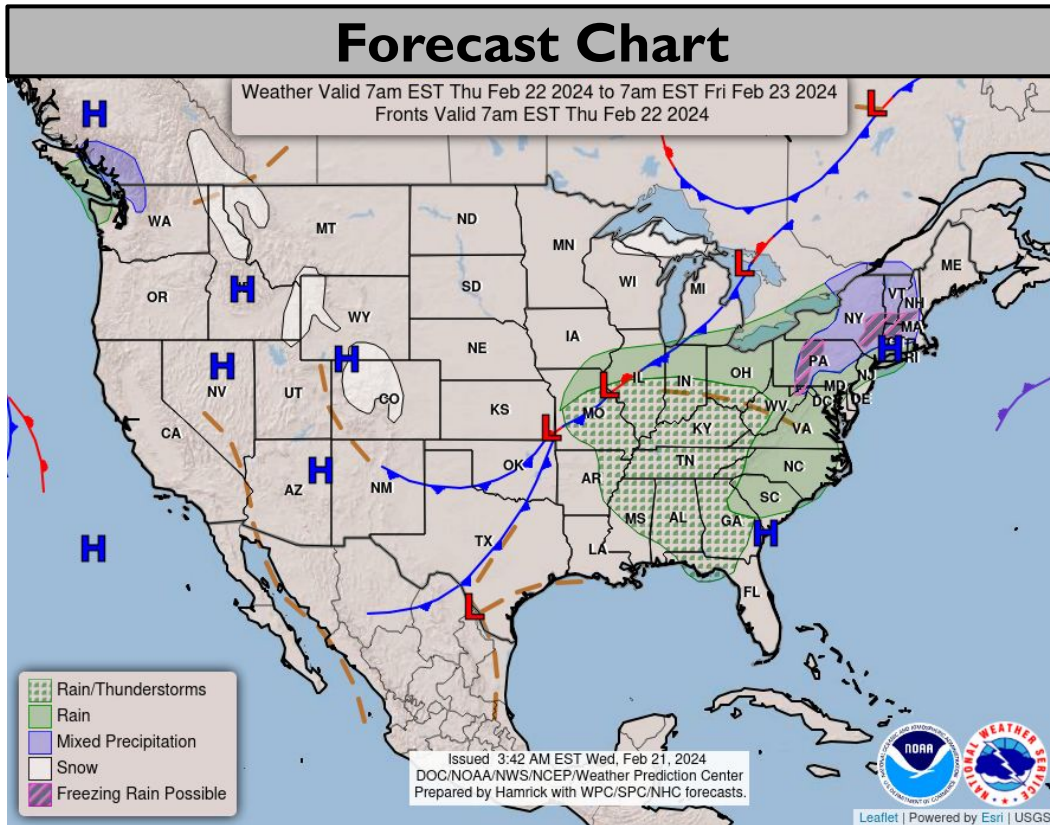 Forecast Chart
Weather Valid 7am EST Thu Feb 22 2024 to 7am EST Fri Feb 23 2024
Fronts Valid 7am EST Thu Feb 22 2024
H
L
WA
MT
ND
MN
L
ME
OR
H
WY
SD
WI
MI
VT
NH
NY
MA
H
RI
NV
H
H
UT
CO
NE
IA
IL
IN
OH
PA
NJ
MD
DE
DC
WV
VA
CA
KS
L
MO
L
KY
AZ
H
NM
OK
AR
TN
NC
SC
H
TX
LA
MS
AL
GA
H
FL
L
Rain/Thunderstorms
Rain
Mixed Precipitation
Snow
Freezing Rain Possible
Issued 3:42 AM EST Wed, Feb 21, 2024
DOC/NOAA/NWS/NCEP/Weather Prediction Center
Prepared by Hamrick with WPC/SPC/NHC forecasts.
NOAA
NATIONAL WEATHER SERVICE
Leaflet | Powered by Esri | USGS